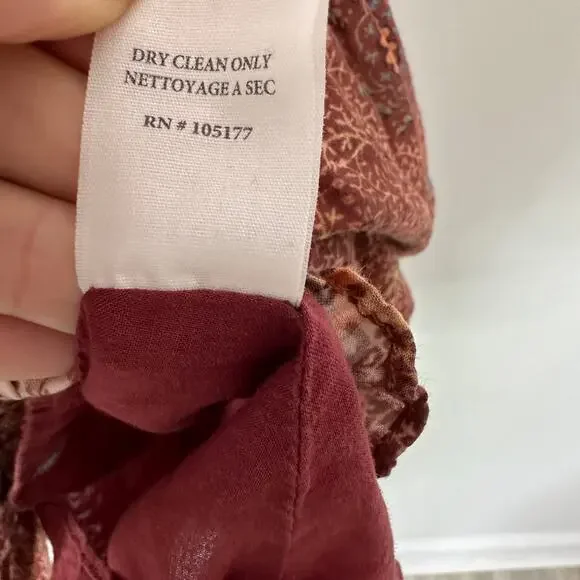 DRY CLEAN ONLY
NETTOYAGE A SEC
RN # 105177